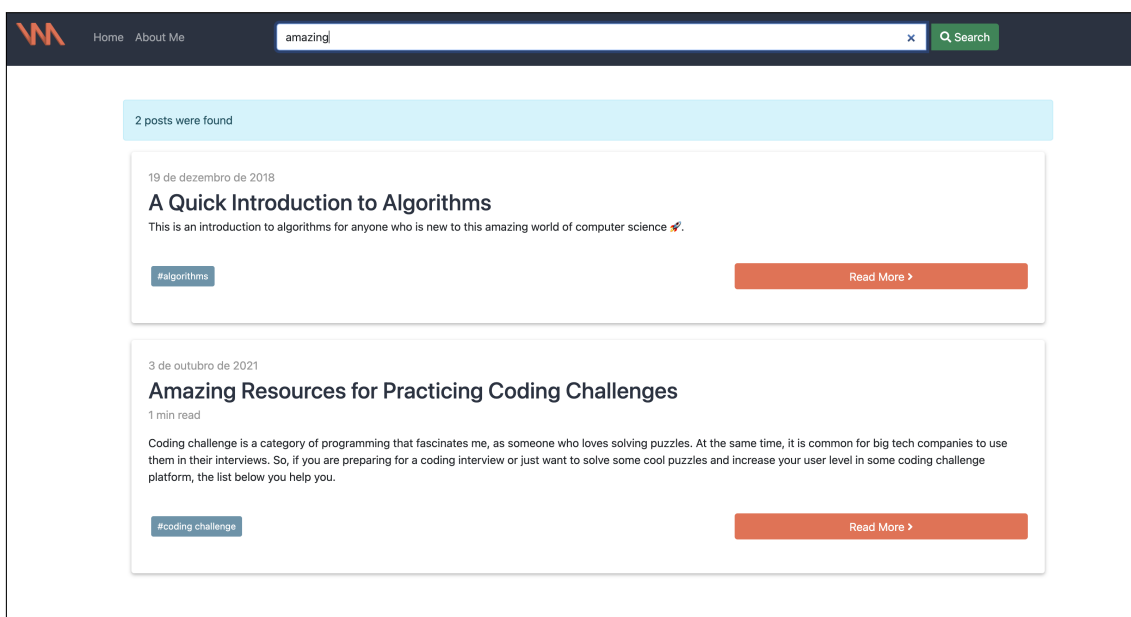 Home About Me amazing × Search
2 posts were found
19 de dezembro de 2018
A Quick Introduction to Algorithms
This is an introduction to algorithms for anyone who is new to this amazing world of computer science 🚀.
#algorithms Read More >
3 de outubro de 2021
Amazing Resources for Practicing Coding Challenges
1 min read
Coding challenge is a category of programming that fascinates me, as someone who loves solving puzzles. At the same time, it is common for big tech companies to use
them in their interviews. So, if you are preparing for a coding interview or just want to solve some cool puzzles and increase your user level in some coding challenge
platform, the list below you help you.
#coding challenge Read More >